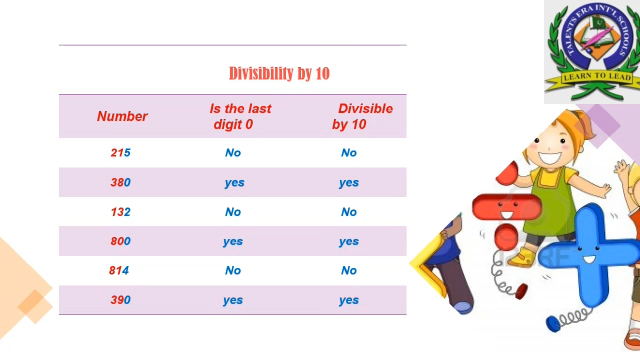 TALENTS ERA INT'L SCHOOLS
LEARN TO LEAD
Divisibility by 10
Number Is the last digit 0 Divisible by 10
215 No No
380 yes yes
132 No No
800 yes yes
814 No No
390 yes yes